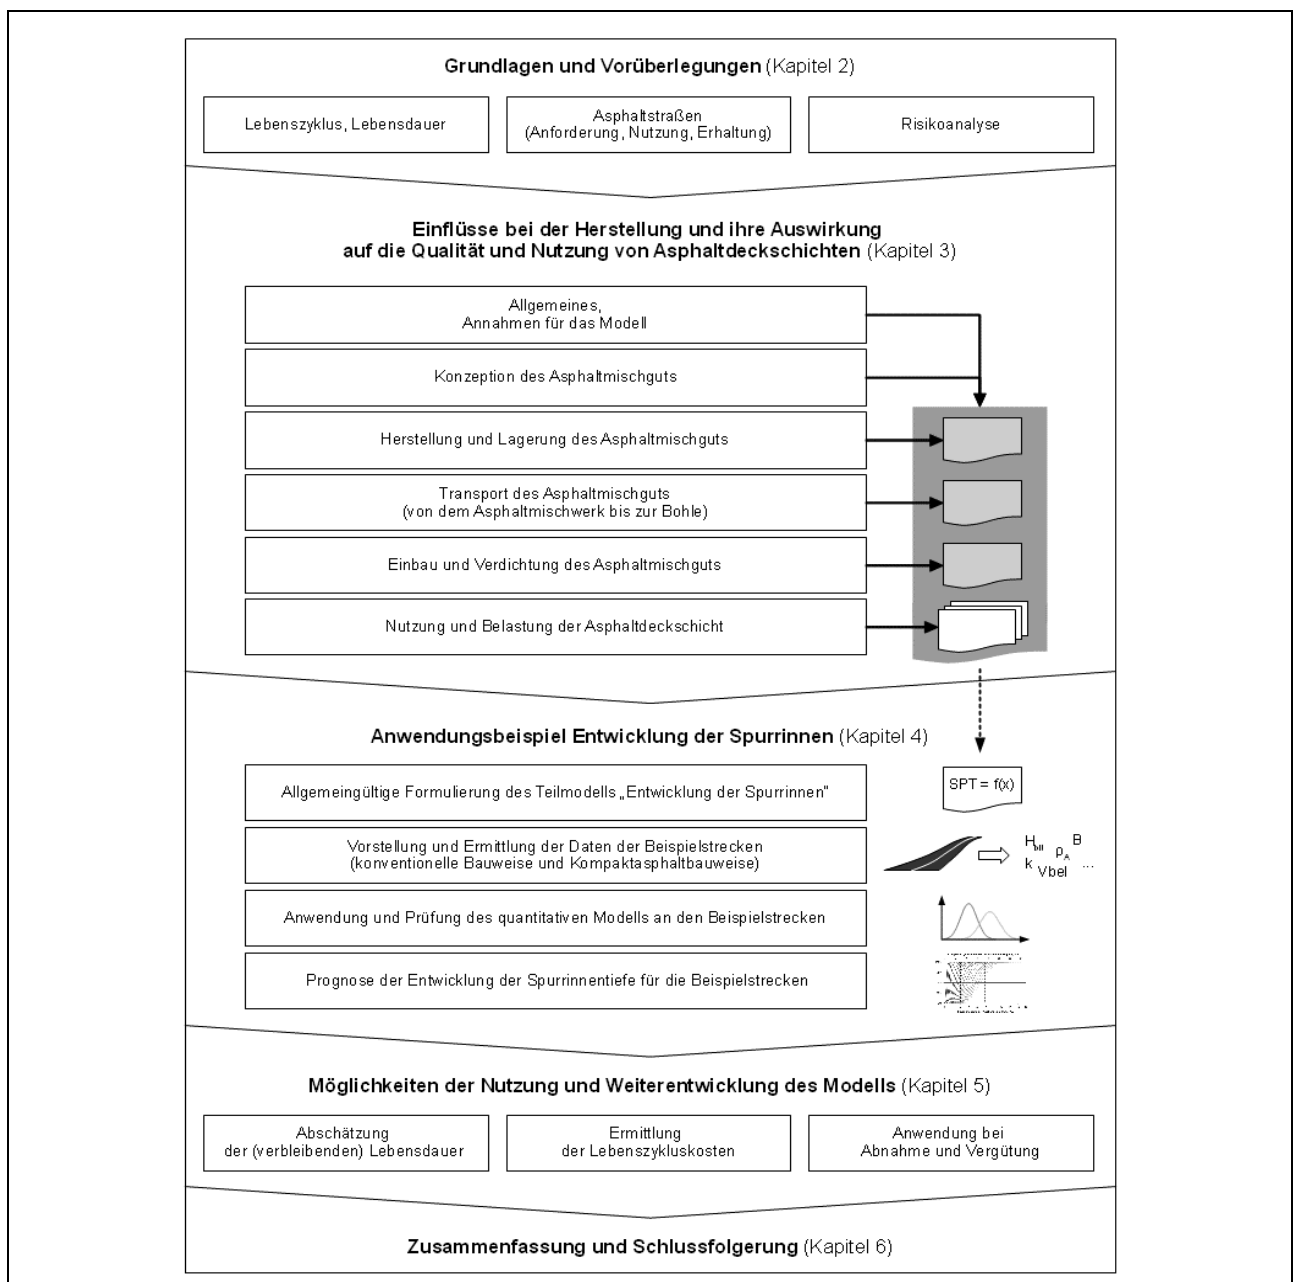 Grundlagen und Vorüberlegungen (Kapitel 2)
Lebenszyklus, Lebensdauer
Asphaltstraßen
(Anforderung, Nutzung, Erhaltung)
Risikoanalyse
Einflüsse bei der Herstellung und ihre Auswirkung
auf die Qualität und Nutzung von Asphaltdeckschichten (Kapitel 3)
Allgemeines,
Annahmen für das Modell
Konzeption des Asphaltmischguts
Herstellung und Lagerung des Asphaltmischguts
Transport des Asphaltmischguts
(von dem Asphaltmischwerk bis zur Bohle)
Einbau und Verdichtung des Asphaltmischguts
Nutzung und Belastung der Asphaltdeckschicht
Anwendungsbeispiel Entwicklung der Spurrinnen (Kapitel 4)
Allgemeingültige Formulierung des Teilmodells „Entwicklung der Spurrinnen"
SPT = f(x)
Vorstellung und Ermittlung der Daten der Beispielstrecken
(konventionelle Bauweise und Kompaktasphaltbauweise)
H bit ρ A B
k Vbel ...
Anwendung und Prüfung des quantitativen Modells an den Beispielstrecken
Prognose der Entwicklung der Spurrinnentiefe für die Beispielstrecken
Möglichkeiten der Nutzung und Weiterentwicklung des Modells (Kapitel 5)
Abschätzung
der (verbleibenden) Lebensdauer
Ermittlung
der Lebenszykluskosten
Anwendung bei
Abnahme und Vergütung
Zusammenfassung und Schlussfolgerung (Kapitel 6)